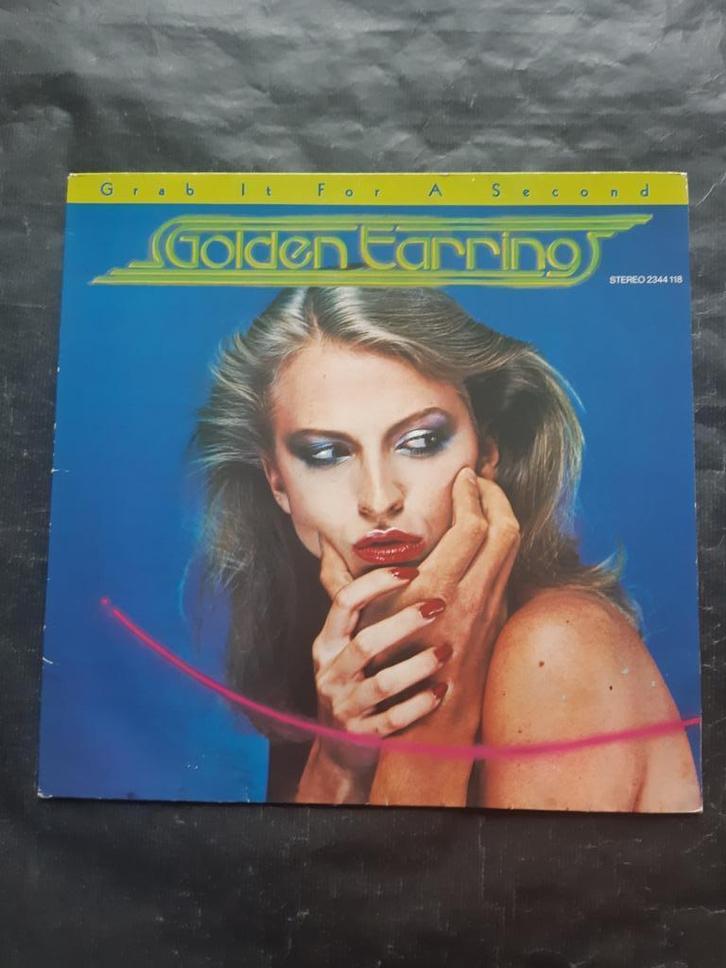 Grab It For A Second
Golden Earring
STEREO 2344 118